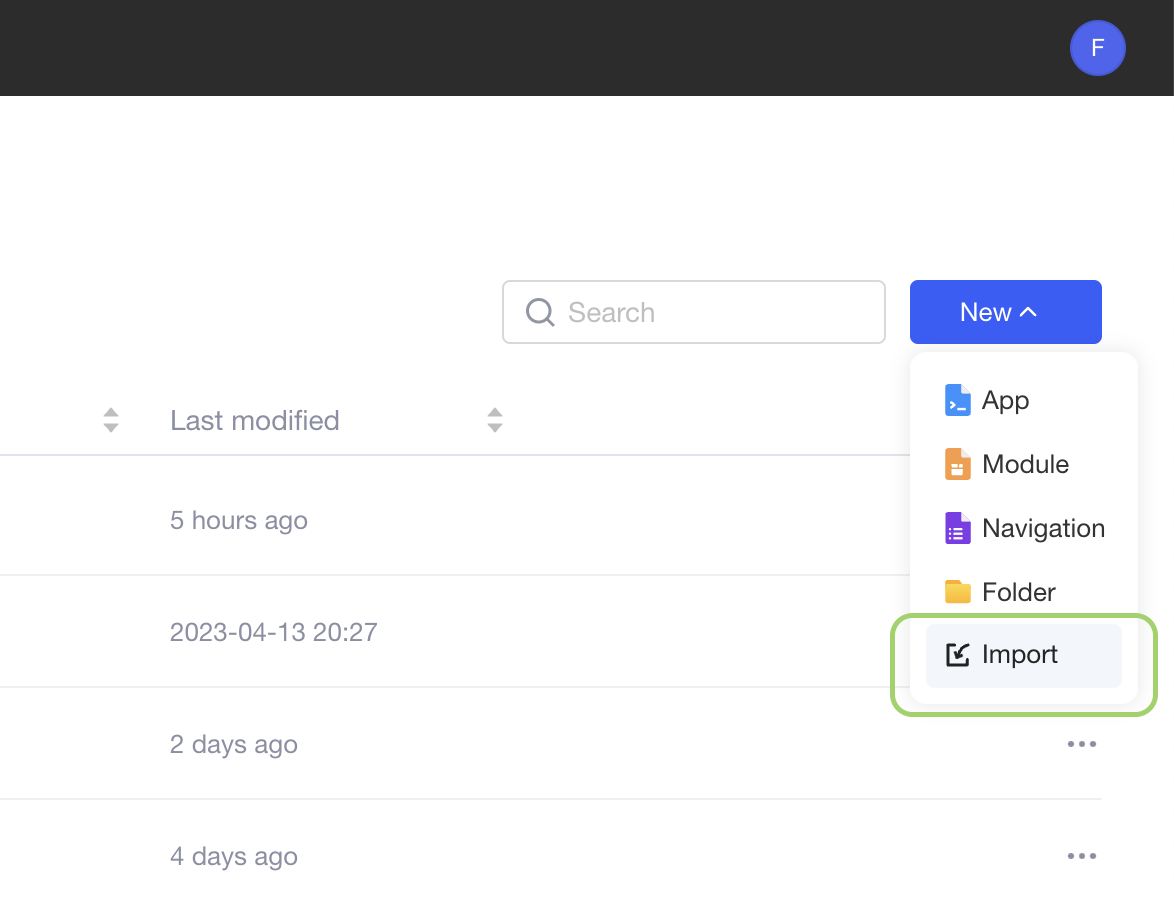 F
Search
New
App
Last modified
Module
5 hours ago
Navigation
Folder
2023-04-13 20:27
Import
2 days ago
4 days ago